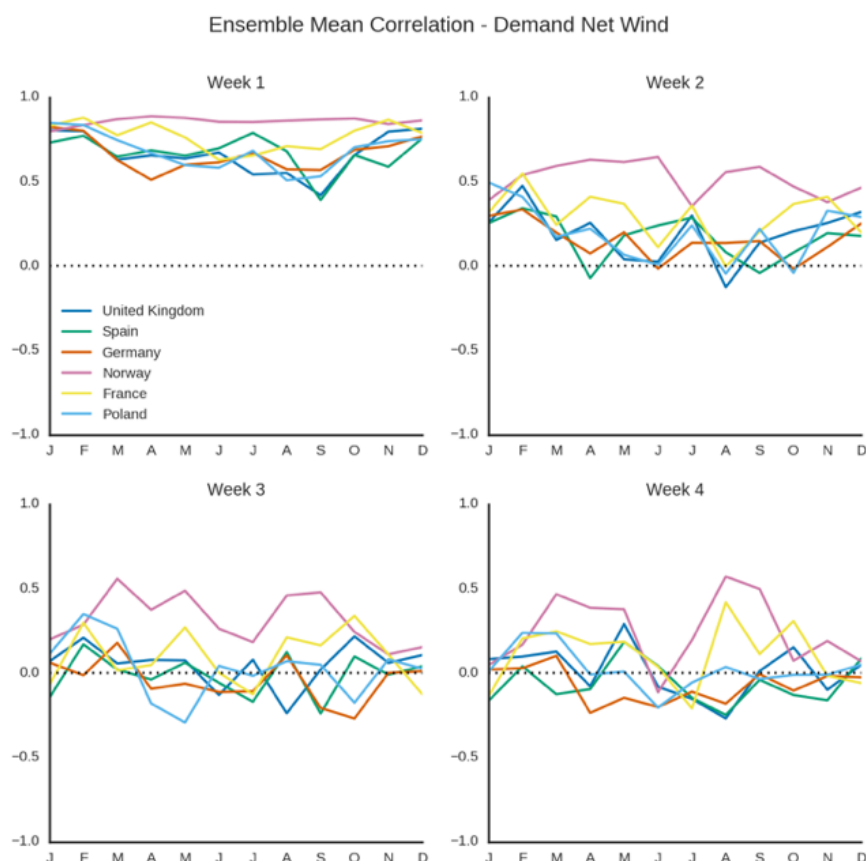 Ensemble Mean Correlation - Demand Net Wind
Week 1
1.0
0.5
0.0
−0.5
−1.0
United Kingdom
Spain
Germany
Norway
France
Poland
J F M A M J J A S O N D
Week 2
1.0
0.5
0.0
−0.5
−1.0
J F M A M J J A S O N D
Week 3
1.0
0.5
0.0
−0.5
−1.0
J F M A M J J A S O N D
Week 4
1.0
0.5
0.0
−0.5
−1.0
J F M A M J J A S O N D